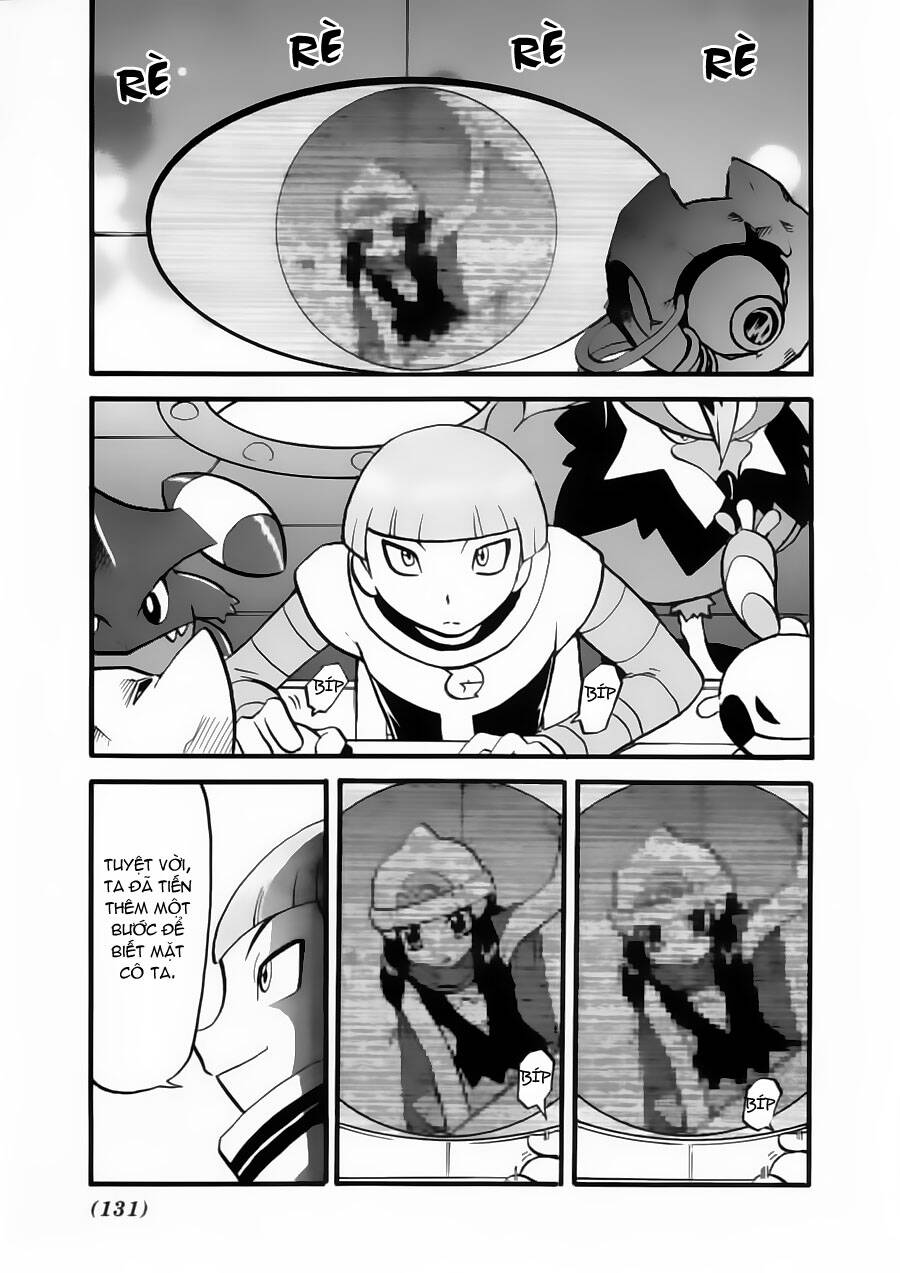 RÈ
RÈ
RÈ
RÈ
BÍP
BÍP
TUYỆT VỜI,
TA ĐÃ TIẾN
THÊM MỘT
BƯỚC ĐỂ
BIẾT MẶT
CÔ TA.
BÍP
BÍP
(131)